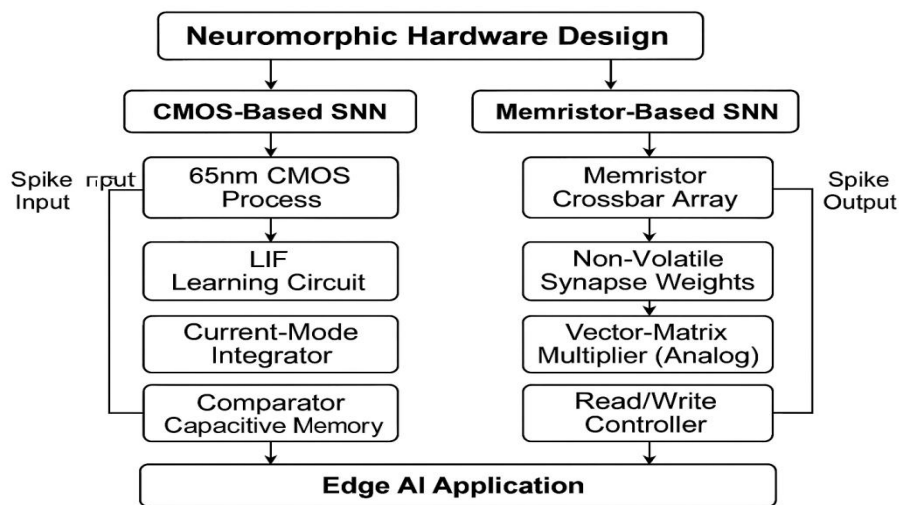 Neuromorphic Hardware Desiign
CMOS-Based SNN
Memristor-Based SNN
Spike nput
Input
65nm CMOS
Process
Memristor
Crossbar Array
Spike
Output
LIF
Learning Circuit
Non-Volatile
Synapse Weights
Current-Mode
Integrator
Vector-Matrix
Multiplier (Analog)
Comparator
Capacitive Memory
Read/Write
Controller
Edge AI Application